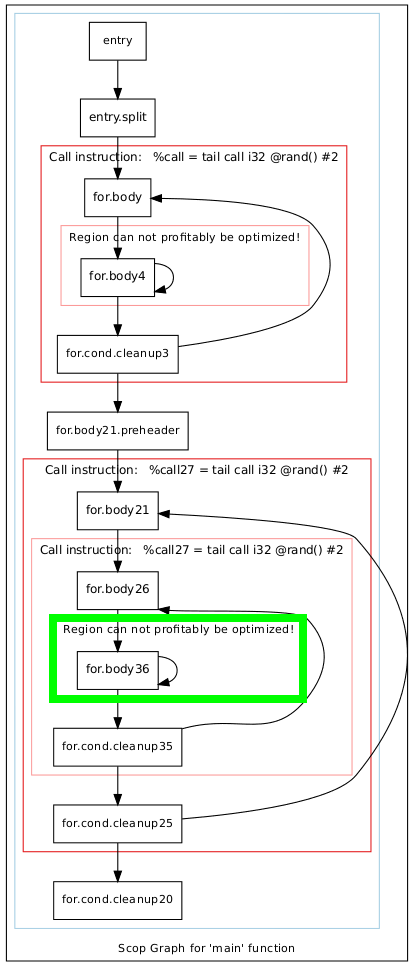 entry
entry.split
Call instruction: %call = tail call i32 @rand() #2
for.body
Region can not profitably be optimized!
for.body4
for.cond.cleanup3
for.body21.preheader
Call instruction: %call27 = tail call i32 @rand() #2
for.body21
Call instruction: %call27 = tail call i32 @rand() #2
for.body26
Region can not profitably be optimized!
for.body36
for.cond.cleanup35
for.cond.cleanup25
for.cond.cleanup20
Scop Graph for 'main' function